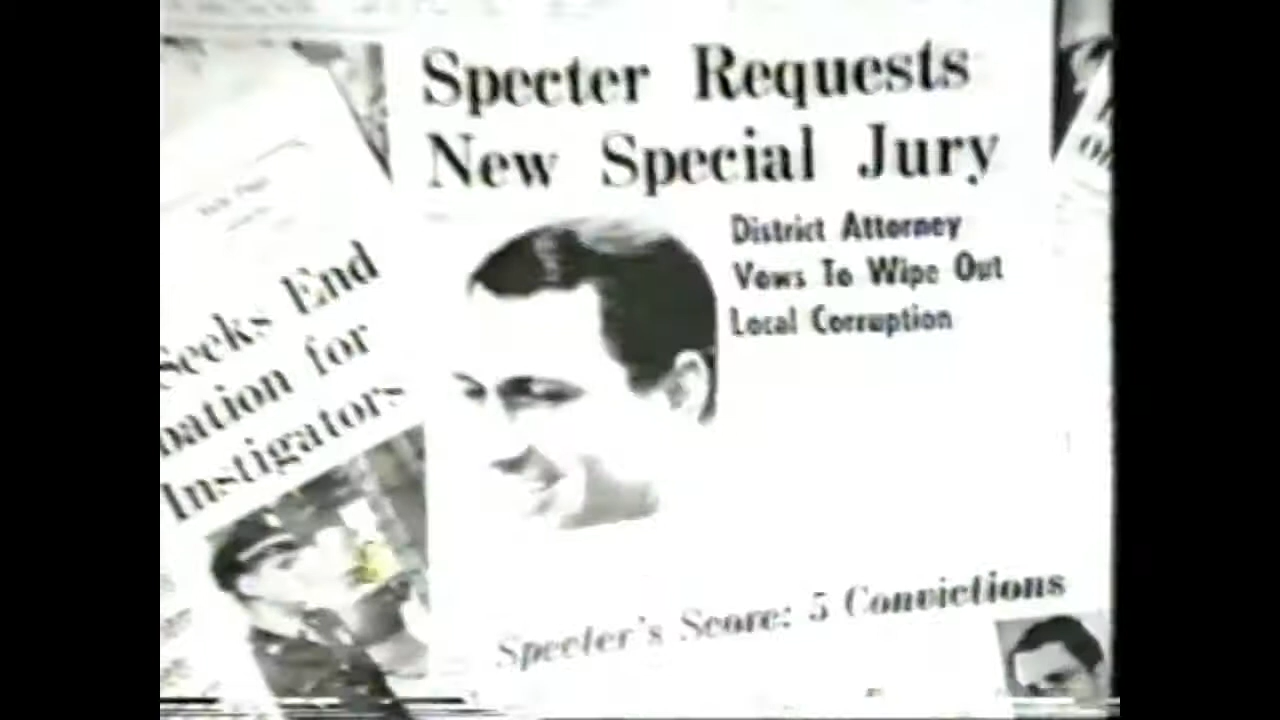 Specter Requests
New Special Jury
District Attorney
Vows To Wipe Out
Local Corruption
Seeks End
for
Instigators
Specter's Score: 5 Convictions